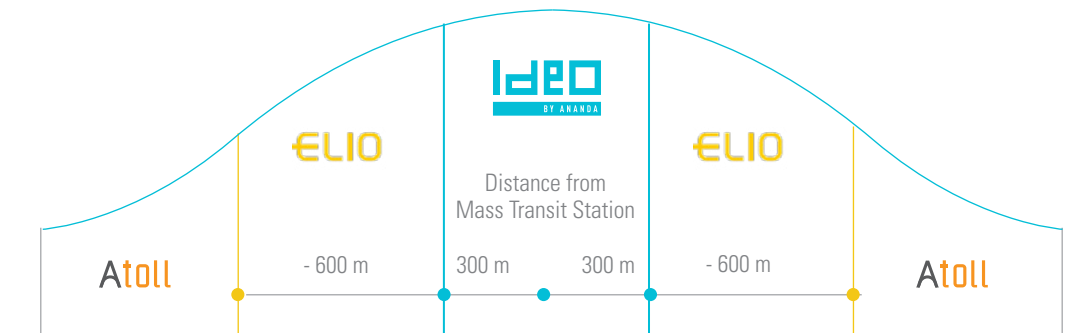 IdeO
BY ANANDA
ELIO
ELIO
Distance from
Mass Transit Station
Atoll
- 600 m
300 m
300 m
- 600 m
Atoll